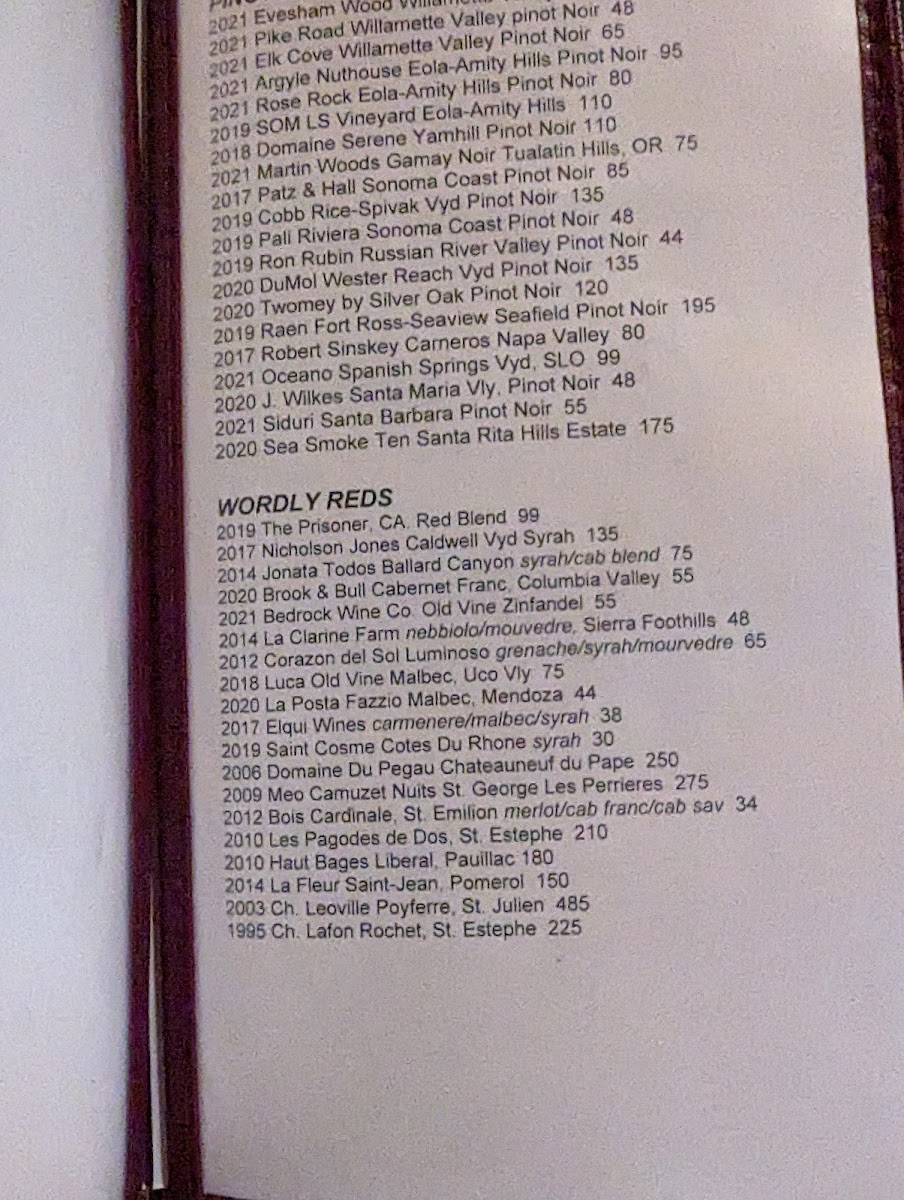 2021 Evesham Wood
2021 Pike Road Willamette Valley pinot Noir 48
2021 Elk Cove Willamette Valley Pinot Noir 65
2021 Argyle Nuthouse Eola-Amity Hills Pinot Noir 95
2021 Rose Rock Eola-Amity Hills Pinot Noir 80
2019 SOM LS Vineyard Eola-Amity Hills 110
2018 Domaine Serene Yamhill Pinot Noir 110
2021 Martin Woods Gamay Noir Tualatin Hills, OR 75
2017 Patz & Hall Sonoma Coast Pinot Noir 85
2019 Cobb Rice-Spivak Vyd Pinot Noir 135
2019 Pali Riviera Sonoma Coast Pinot Noir 48
2019 Ron Rubin Russian River Valley Pinot Noir 44
2020 DuMol Wester Reach Vyd Pinot Noir 135
2020 Twomey by Silver Oak Pinot Noir 120
2019 Raen Fort Ross-Seaview Seafield Pinot Noir 195
2017 Robert Sinskey Carneros Napa Valley 80
2021 Oceano Spanish Springs Vyd, SLO 99
2020 J. Wilkes Santa Maria Vly. Pinot Noir 48
2021 Siduri Santa Barbara Pinot Noir 55
2020 Sea Smoke Ten Santa Rita Hills Estate 175
WORDLY REDS
2019 The Prisoner, CA. Red Blend 99
2017 Nicholson Jones Caldwell Vyd Syrah 135
2014 Jonata Todos Ballard Canyon syrah/cab blend 75
2020 Brook & Bull Cabernet Franc, Columbia Valley 55
2021 Bedrock Wine Co. Old Vine Zinfandel 55
2014 La Clarine Farm nebbiolo/mouvedre, Sierra Foothills 48
2012 Corazon del Sol Luminoso grenache/syrah/mourvedre 65
2018 Luca Old Vine Malbec, Uco Vly 75
2020 La Posta Fazzio Malbec, Mendoza 44
2017 Elqui Wines carmenere/malbec/syrah 38
2019 Saint Cosme Cotes Du Rhone syrah 30
2006 Domaine Du Pegau Chateauneuf du Pape 250
2009 Meo Camuzet Nuits St. George Les Perrieres 275
2012 Bois Cardinale, St. Emilion merlot/cab franc/cab sav 34
2010 Les Pagodes de Dos, St. Estephe 210
2010 Haut Bages Liberal, Pauillac 180
2014 La Fleur Saint-Jean, Pomerol 150
2003 Ch. Leoville Poyferre, St. Julien 485
1995 Ch. Lafon Rochet, St. Estephe 225